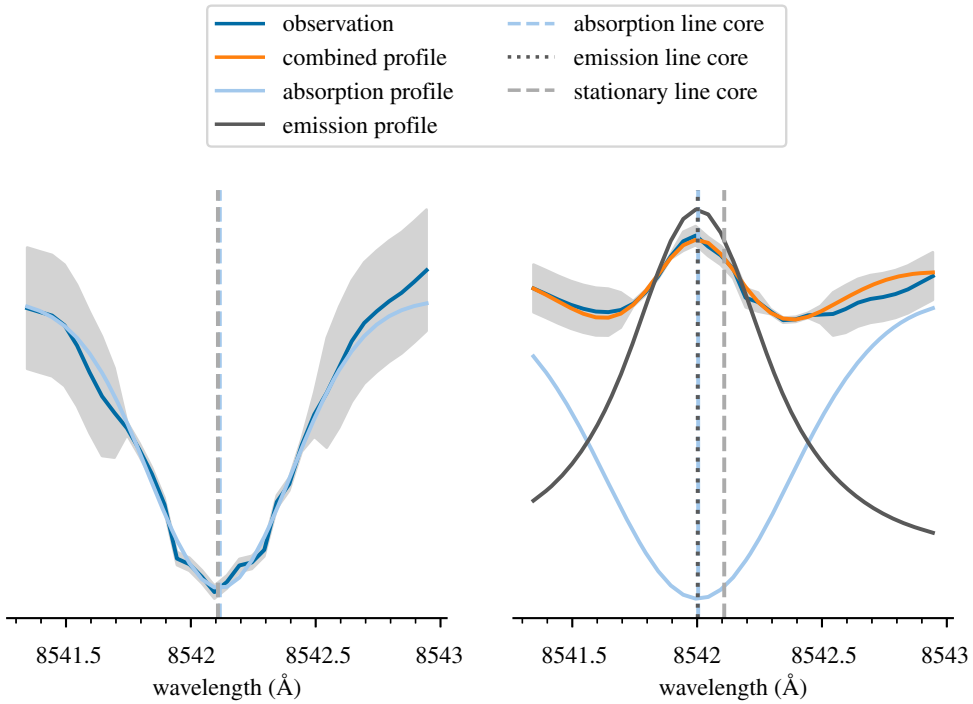 observation
combined profile
absorption profile
emission profile
absorption line core
emission line core
stationary line core
8541.5 8542 8542.5 8543
wavelength (Å)
8541.5 8542 8542.5 8543
wavelength (Å)